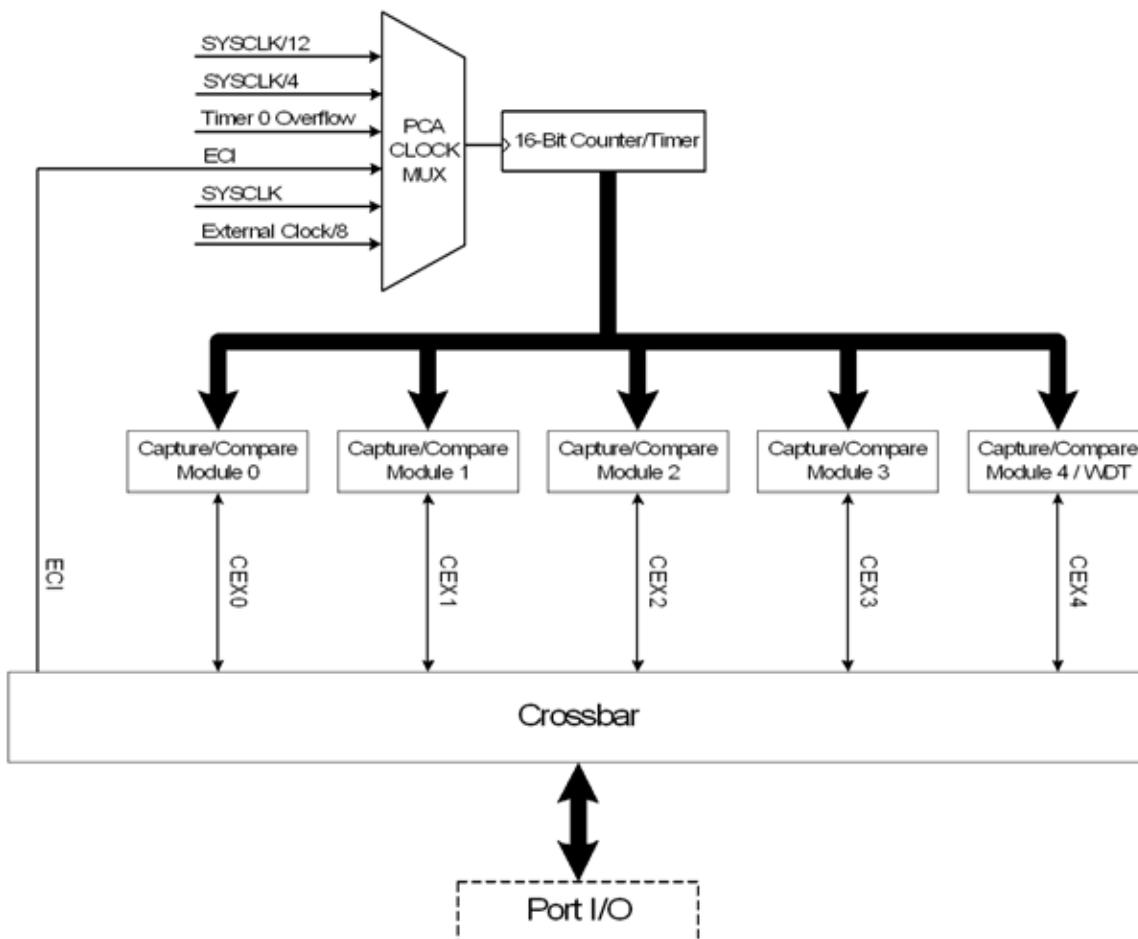 SYSCLK/12
SYSCLK/4
Timer 0 Overflow
ECI
SYSCLK
External Clock/8
PCA
CLOCK
MUX
16-Bit Counter/Timer
Capture/Compare
Module 0
Capture/Compare
Module 1
Capture/Compare
Module 2
Capture/Compare
Module 3
Capture/Compare
Module 4 / WDT
ECI
CEX0
CEX1
CEX2
CEX3
CEX4
Crossbar
Port I/O